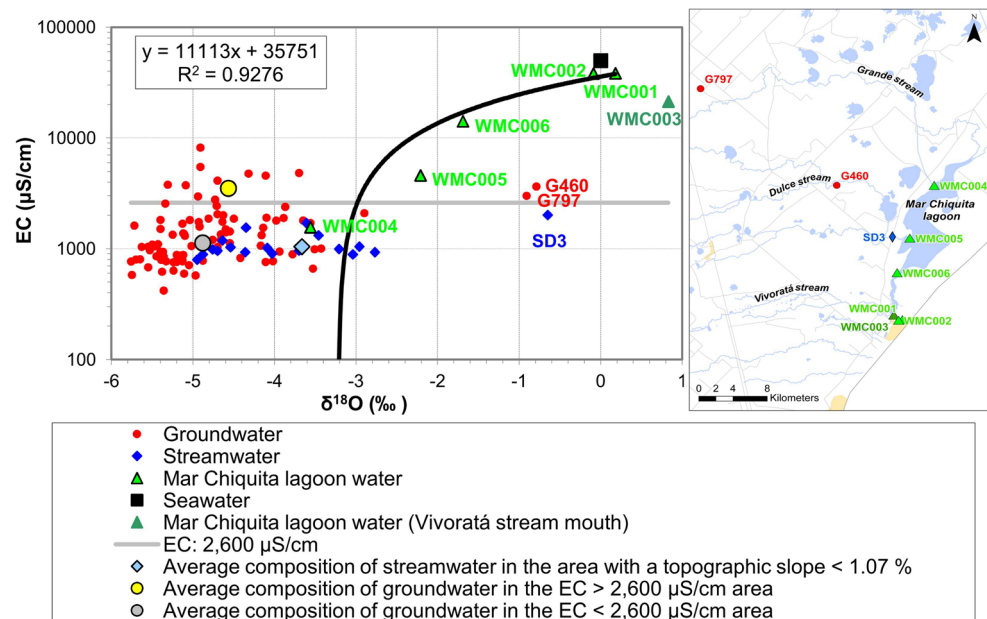 y = 11113x + 35751
R² = 0.9276
EC (µS/cm)
100000
10000
1000
100
-6
-5
-4
-3
-2
-1
0
1
δ¹⁸O (‰ )
WMC002
WMC001
WMC003
WMC006
WMC005
G460
G797
WMC004
SD3
N
G797
Grande stream
G460
Dulce stream
WMC004
Mar Chiquita
lagoon
SD3
WMC005
WMC006
Vivoratá stream
WMC001
WMC003
WMC002
0 2 4 8
Kilometers
Groundwater
Streamwater
Mar Chiquita lagoon water
Seawater
Mar Chiquita lagoon water (Vivoratá stream mouth)
EC: 2,600 µS/cm
Average composition of streamwater in the area with a topographic slope < 1.07 %
Average composition of groundwater in the EC > 2,600 µS/cm area
Average composition of groundwater in the EC < 2,600 µS/cm area